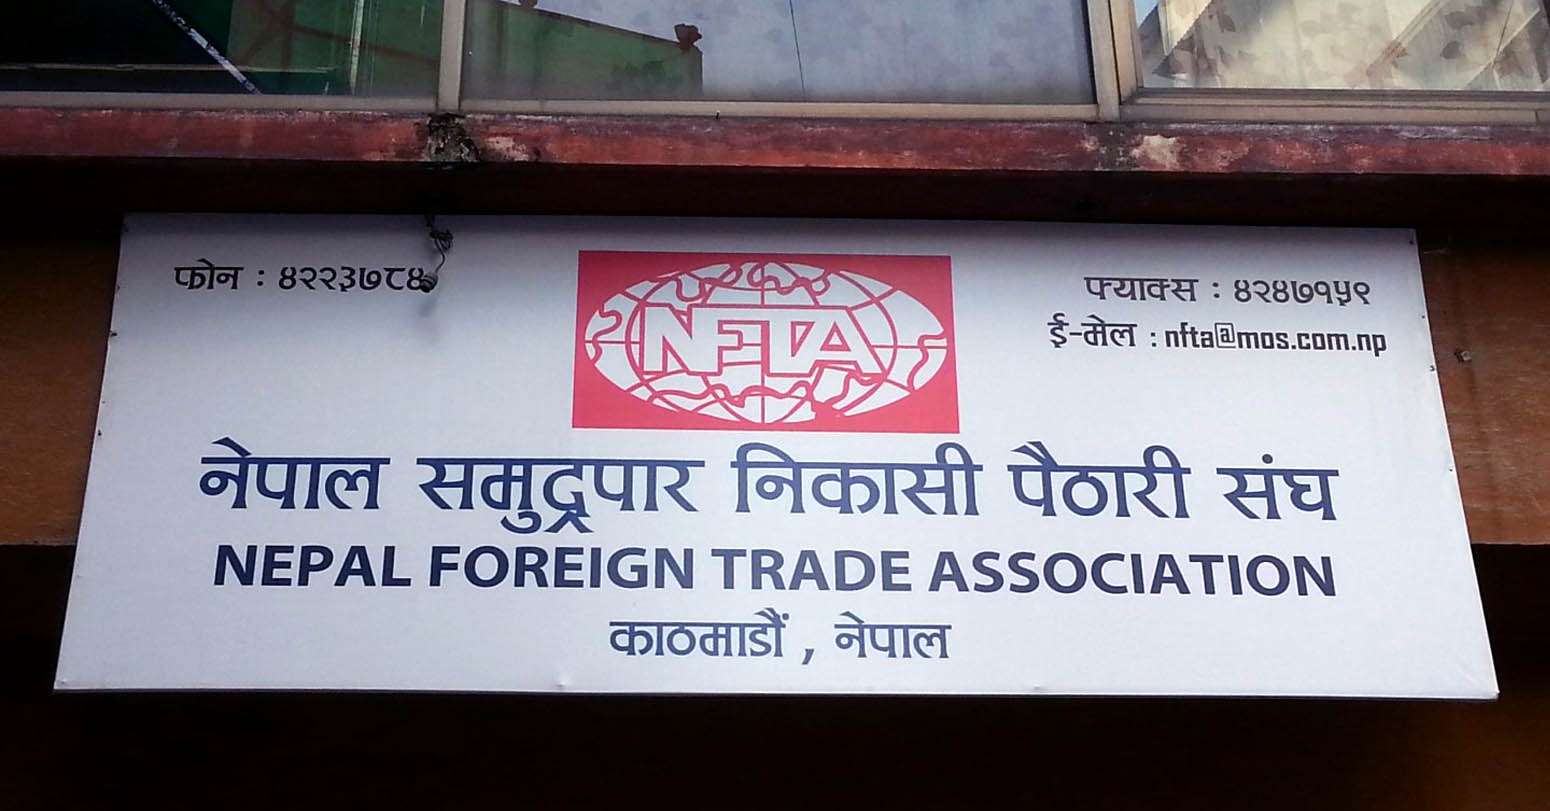 फोन : ४२२३७८४
फ्याक्स : ४२४७१५९
ई-मेल : nfta@mos.com.np
NFTA
नेपाल समुद्रपार निकासी पैठारी संघ
NEPAL FOREIGN TRADE ASSOCIATION
काठमाडौं , नेपाल